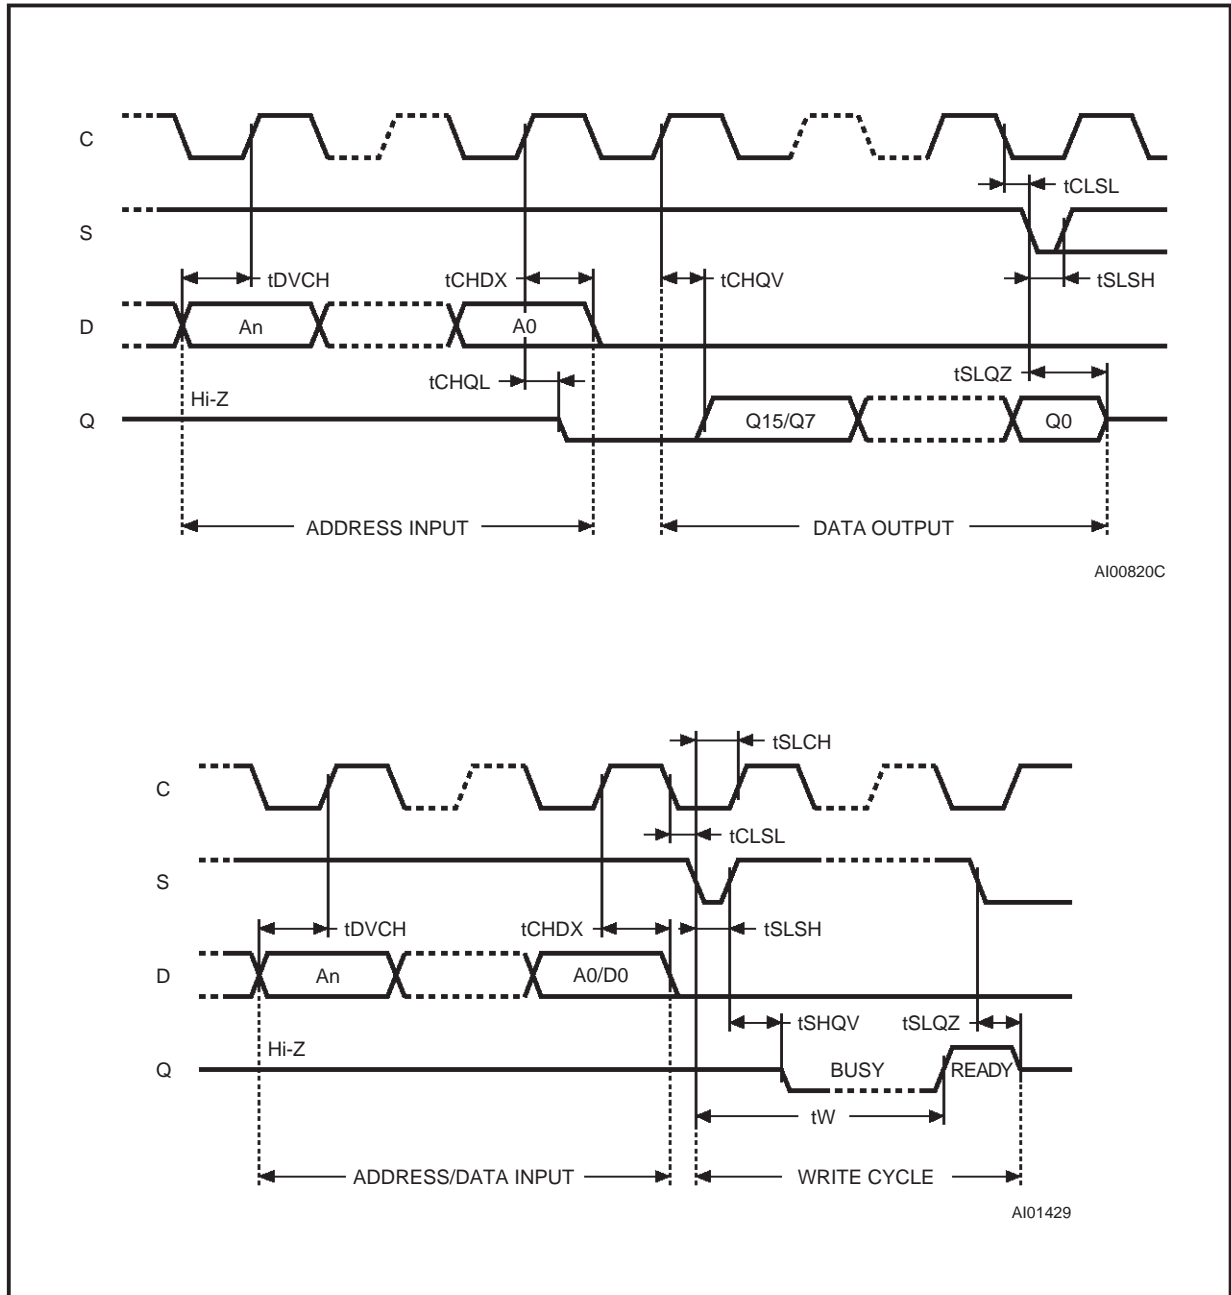 C
tCLSL
S
tDVCH
tCHDX
tCHQV
tSLSH
D
An
A0
tCHQL
tSLQZ
Hi-Z
Q
Q15/Q7
Q0
ADDRESS INPUT
DATA OUTPUT
AI00820C
tSLCH
C
tCLSL
S
tDVCH
tCHDX
tSLSH
D
An
A0/D0
tSHQV
tSLQZ
Hi-Z
Q
BUSY
READY
tW
ADDRESS/DATA INPUT
WRITE CYCLE
AI01429